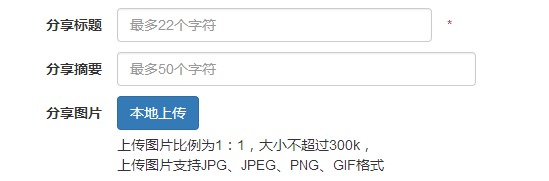 分享标题 最多22个字符 *
分享摘要 最多50个字符
分享图片 本地上传
上传图片比例为1：1，大小不超过300k，
上传图片支持JPG、JPEG、PNG、GIF格式